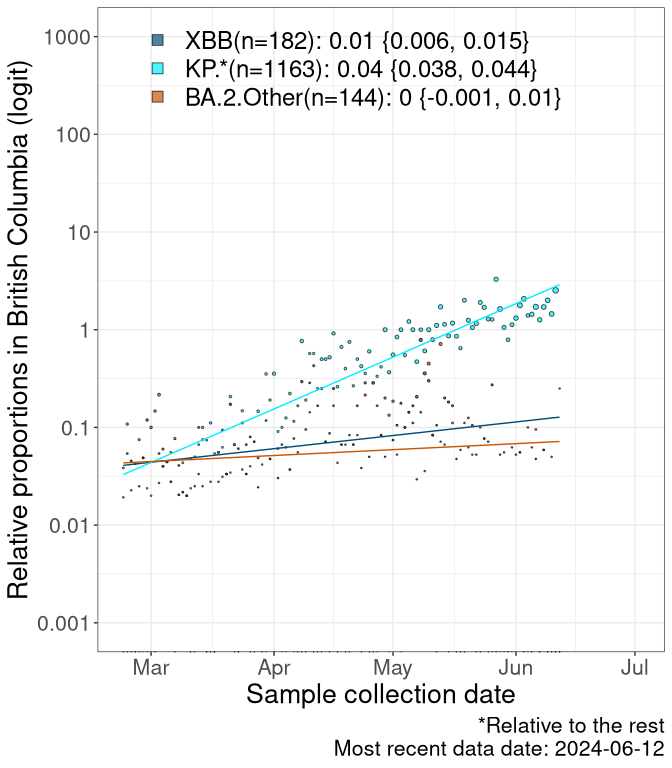 1000
100
10
1
0.1
0.01
0.001
Relative proportions in British Columbia (logit)
XBB(n=182): 0.01 {0.006, 0.015}
KP.*(n=1163): 0.04 {0.038, 0.044}
BA.2.Other(n=144): 0 {-0.001, 0.01}
Mar Apr May Jun Jul
Sample collection date
*Relative to the rest
Most recent data date: 2024-06-12